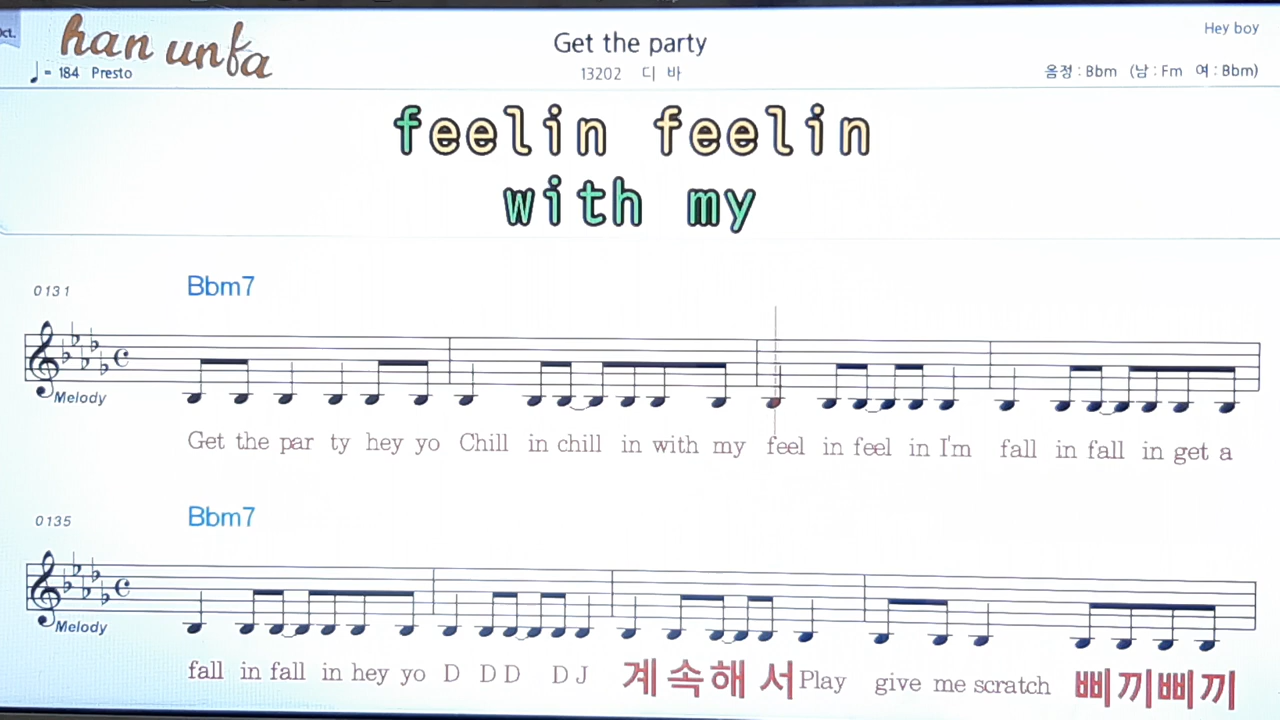 Hey boy
han unfa
Get the party
♩= 184 Presto
13202 디 바
음정 : Bbm (남 : Fm 여 : Bbm)
feelin feelin
with my
0131
Bbm7
Melody
Get the par ty hey yo Chill in chill in with my feel in feel in I'm fall in fall in get a
0135
Bbm7
Melody
fall in fall in hey yo D D D D J 계 속 해 서 Play give me scratch 삐 끼 삐 끼